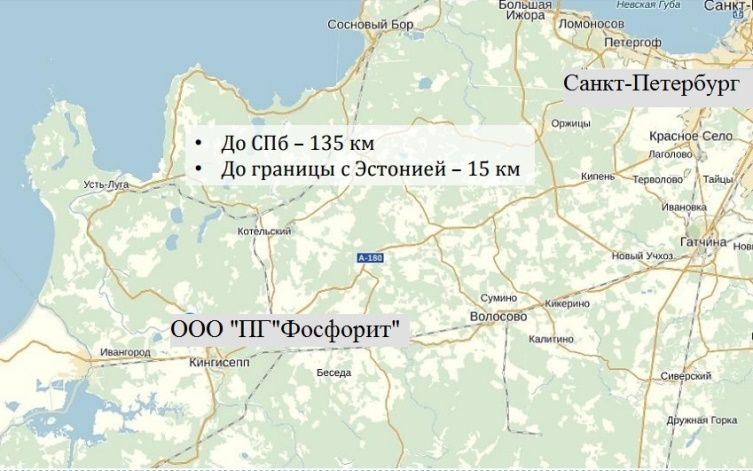 Невская Губа
Большая
Ижора
Санкт-
Сосновый Бор
Ломоносов
Петергоф
Санкт-Петербург
Оржицы
• До СПб – 135 км
• До границы с Эстонией – 15 км
Красное Село
Лаголово
Кипень
Терволово
Тайцы
Усть-Луга
Ивановка
Котельский
Гатчина
Нов
А-180
Новый Учхоз
Сумино
Кикерино
Волосово
ООО "ПГ"Фосфорит"
Калитино
Ивангород
Кингисепп
Беседа
Сиверский
Дружная Горка